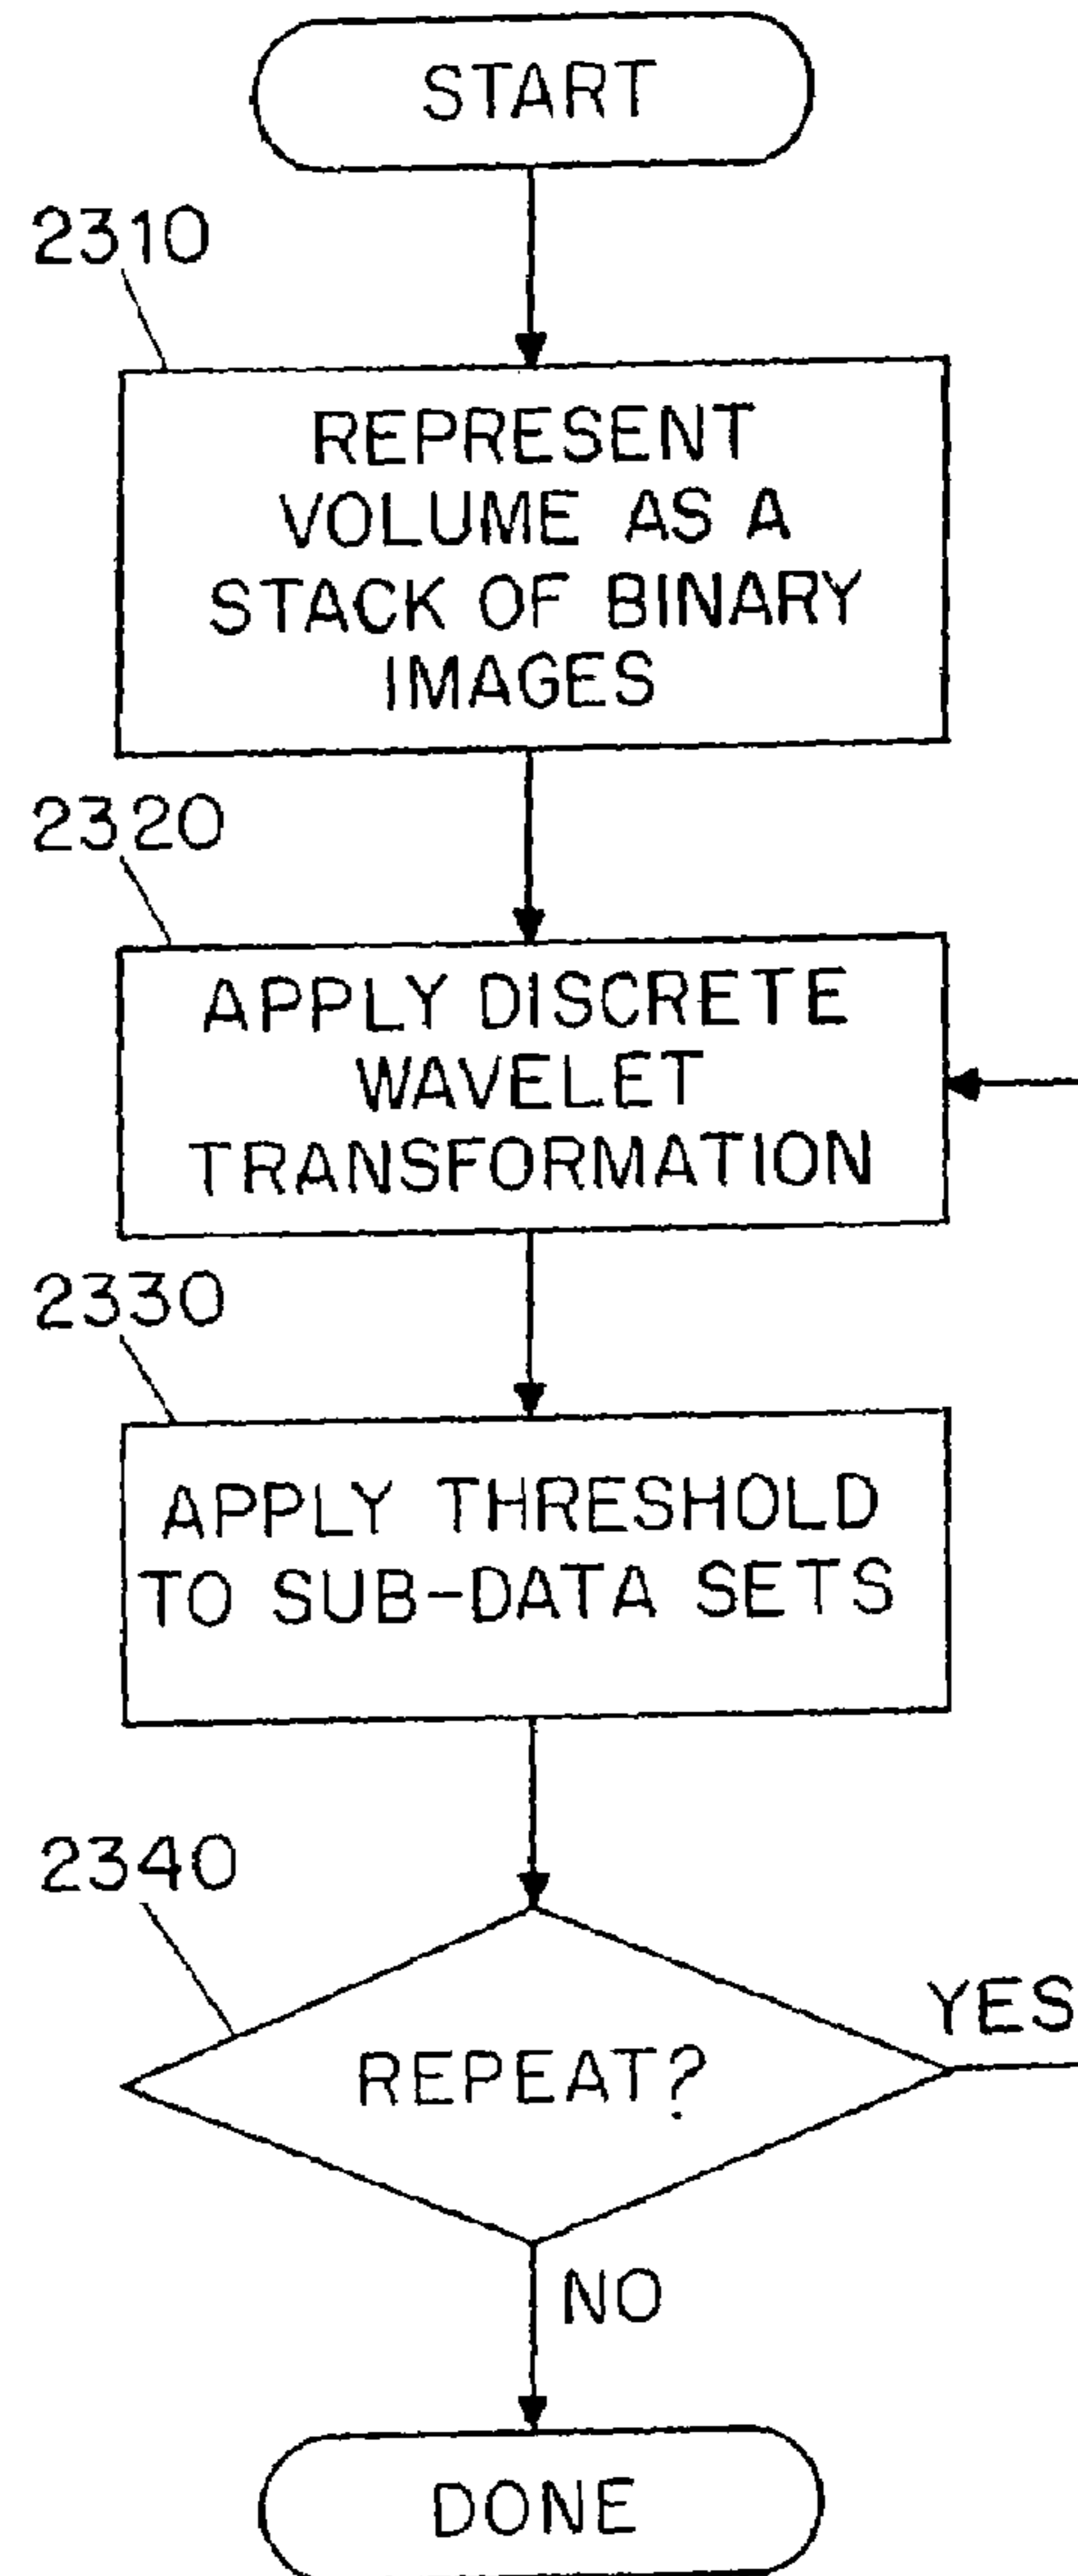 START
2310
REPRESENT
VOLUME AS A
STACK OF BINARY
IMAGES
2320
APPLY DISCRETE
WAVELET
TRANSFORMATION
2330
APPLY THRESHOLD
TO SUB-DATA SETS
2340
REPEAT?
YES
NO
DONE